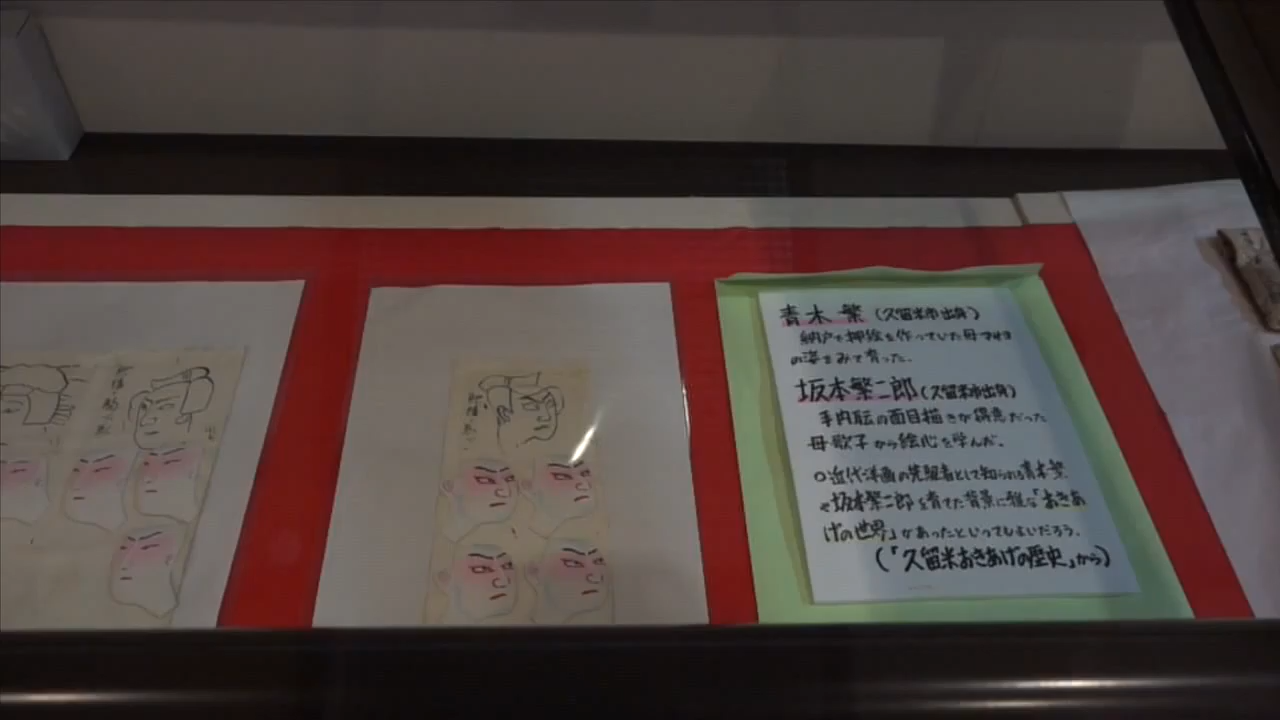 青木 繁（久留米市出身）
納戸で押絵を作っていた母マサヨ
の姿をみて育った。
坂本繁二郎（久留米市出身）
手内職の面目描きが得意だった
母歌子から絵心を学んだ。
○近代洋画の先駆者として知られる青木繁
や坂本繁二郎を育てた背景に雅な「おきあ
げの世界」があったといってもよいだろう。
（「久留米おきあげの歴史」から）